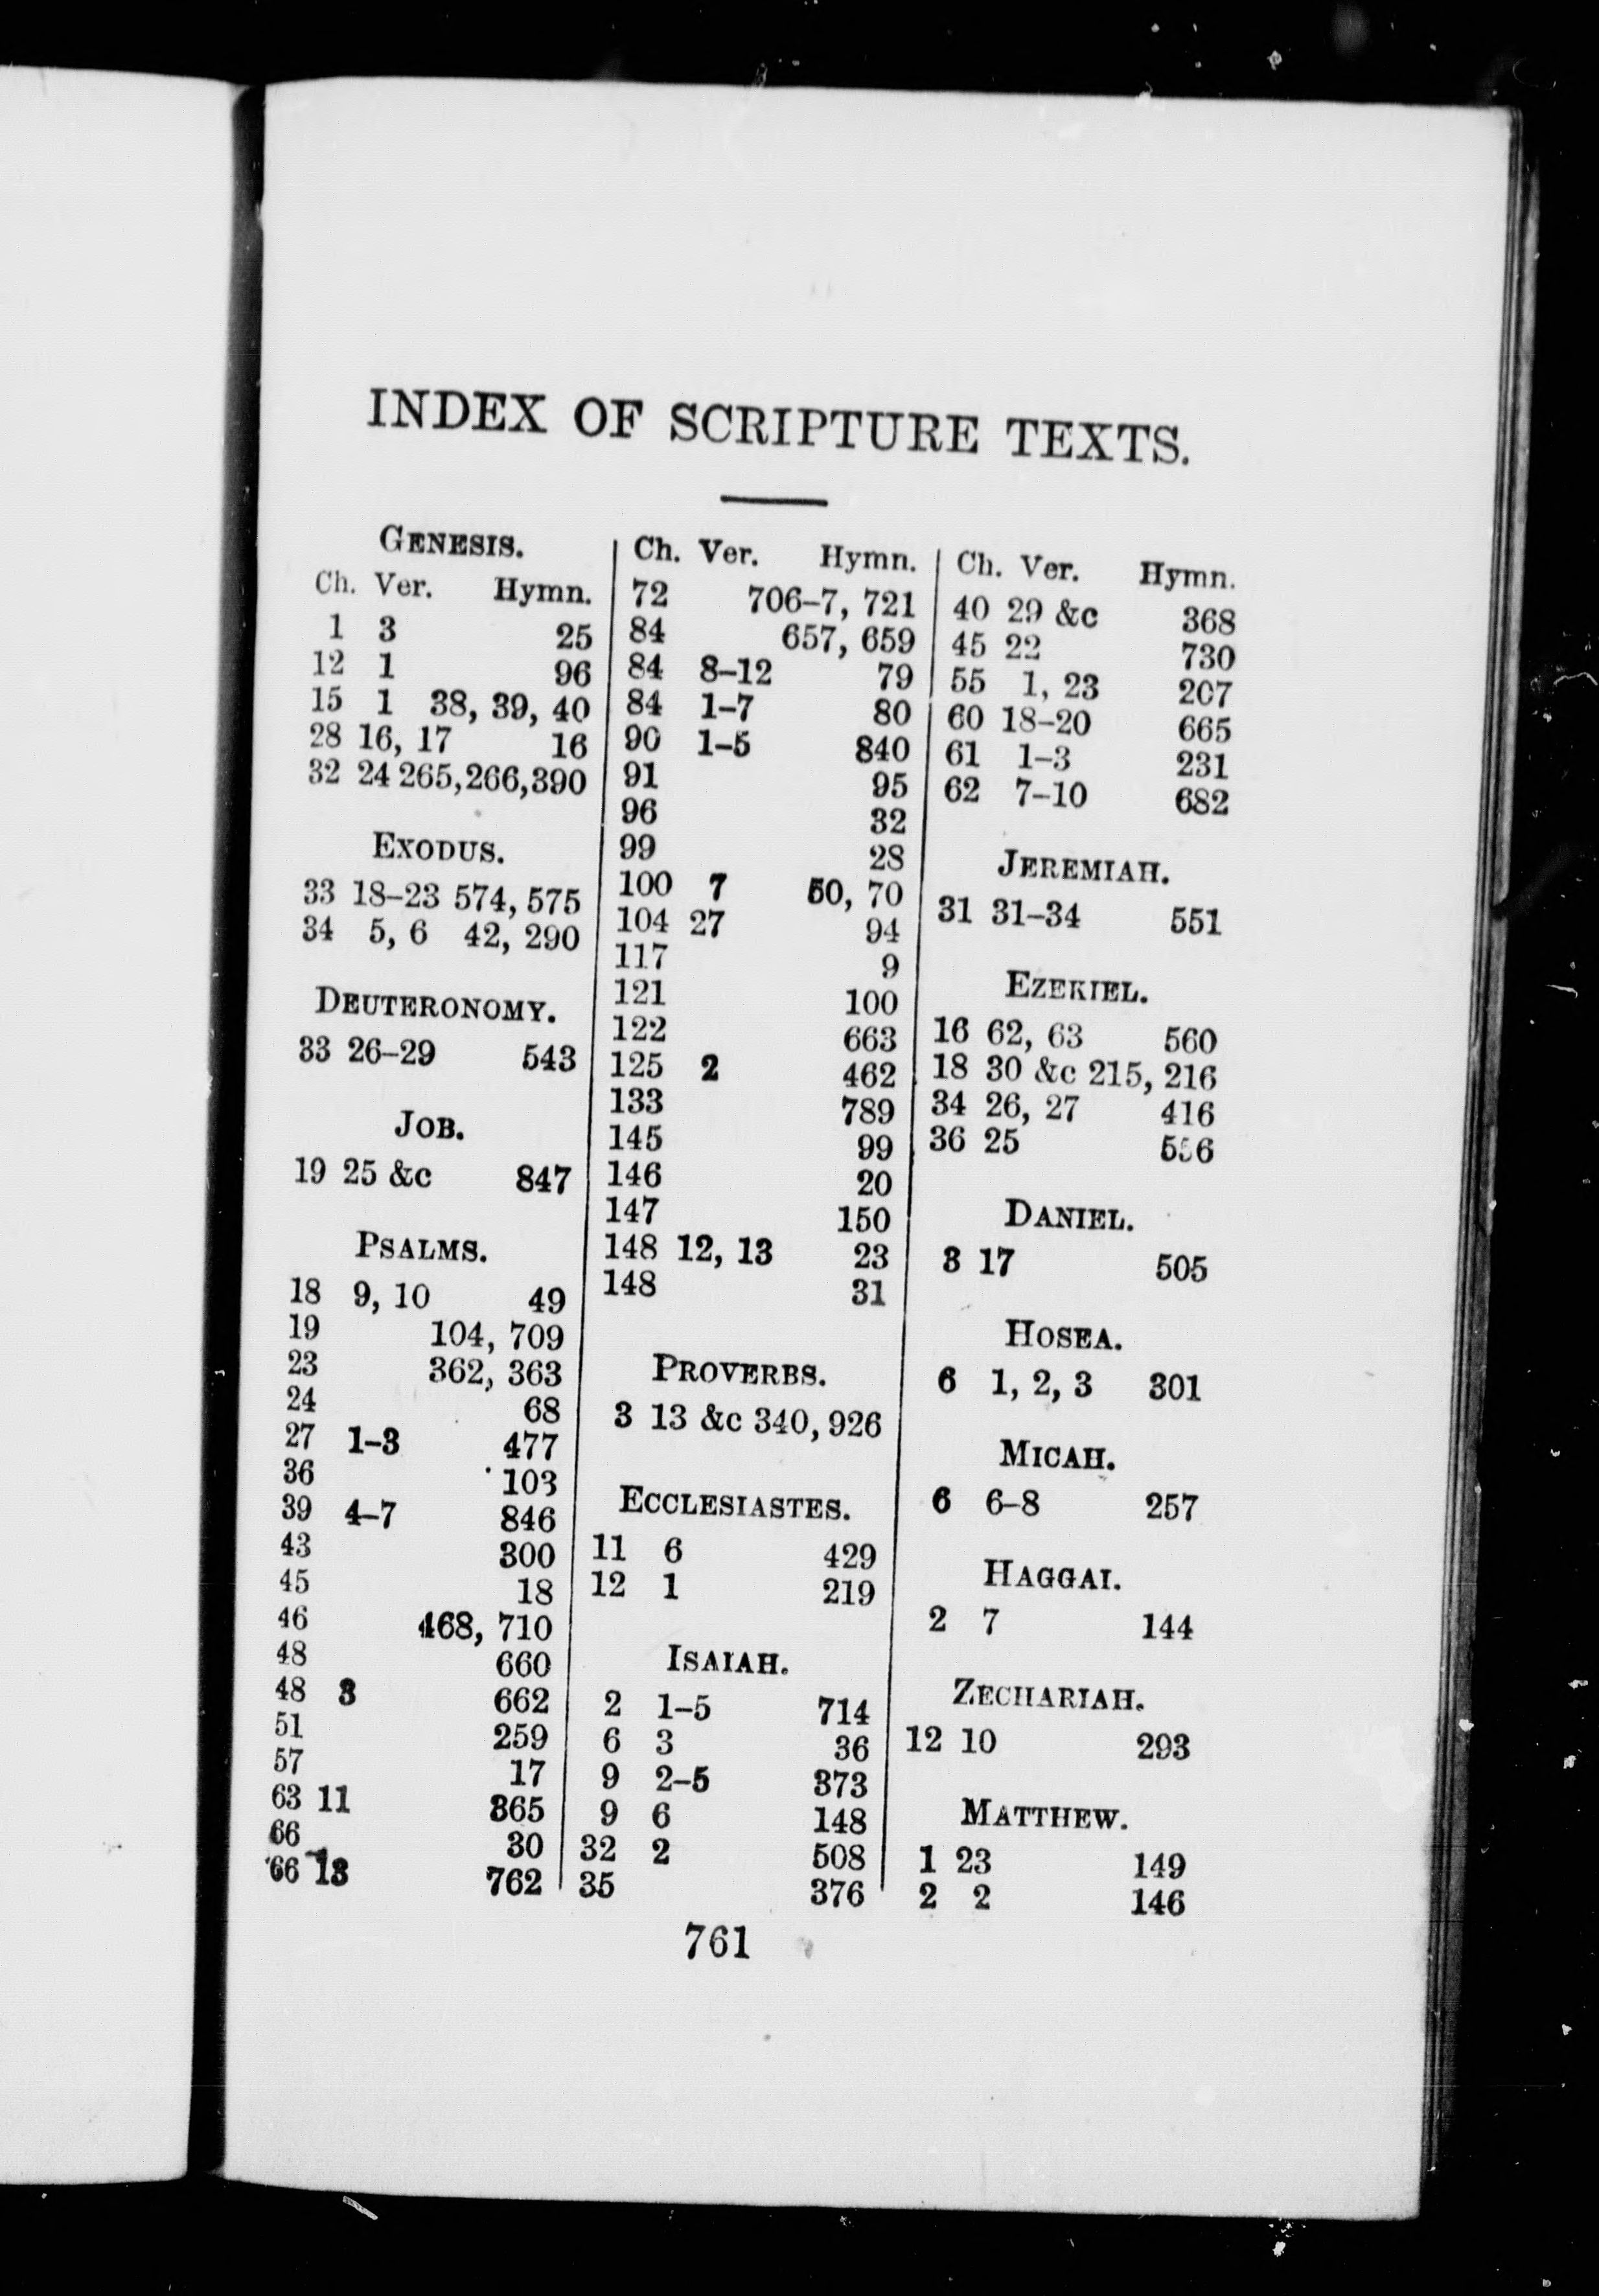 INDEX OF SCRIPTURE TEXTS.
GENESIS.
Ch. Ver. Hymn.
1 3 25
12 1 96
15 1 38, 39, 40
28 16, 17 16
32 24 265,266,390
EXODUS.
33 18-23 574, 575
34 5, 6 42, 290
DEUTERONOMY.
33 26-29 543
JOB.
19 25 &c 847
PSALMS.
18 9, 10 49
19 104, 709
23 362, 363
24 68
27 1-3 477
36 103
39 4-7 846
43 300
45 18
46 468, 710
48 660
48 3 662
51 259
57 17
63 11 365
66 30
66 13 762
Ch. Ver. Hymn.
72 706-7, 721
84 657, 659
84 8-12 79
84 1-7 80
90 1-5 840
91 95
96 32
99 28
100 7 50, 70
104 27 94
117 9
121 100
122 663
125 2 462
133 789
145 99
146 20
147 150
148 12, 13 23
148 31
PROVERBS.
3 13 &c 340, 926
ECCLESIASTES.
11 6 429
12 1 219
ISAIAH.
2 1-5 714
6 3 36
9 2-5 373
9 6 148
32 2 508
35 376
Ch. Ver. Hymn.
40 29 &c 368
45 22 730
55 1, 23 207
60 18-20 665
61 1-3 231
62 7-10 682
JEREMIAH.
31 31-34 551
EZEKIEL.
16 62, 63 560
18 30 &c 215, 216
34 26, 27 416
36 25
DANIEL.
3 17 505
HOSEA.
6 1, 2, 3 301
MICAH.
6 6-8 257
HAGGAI.
2 7 144
ZECHARIAH.
12 10 293
MATTHEW.
1 23 149
2 2 146
761